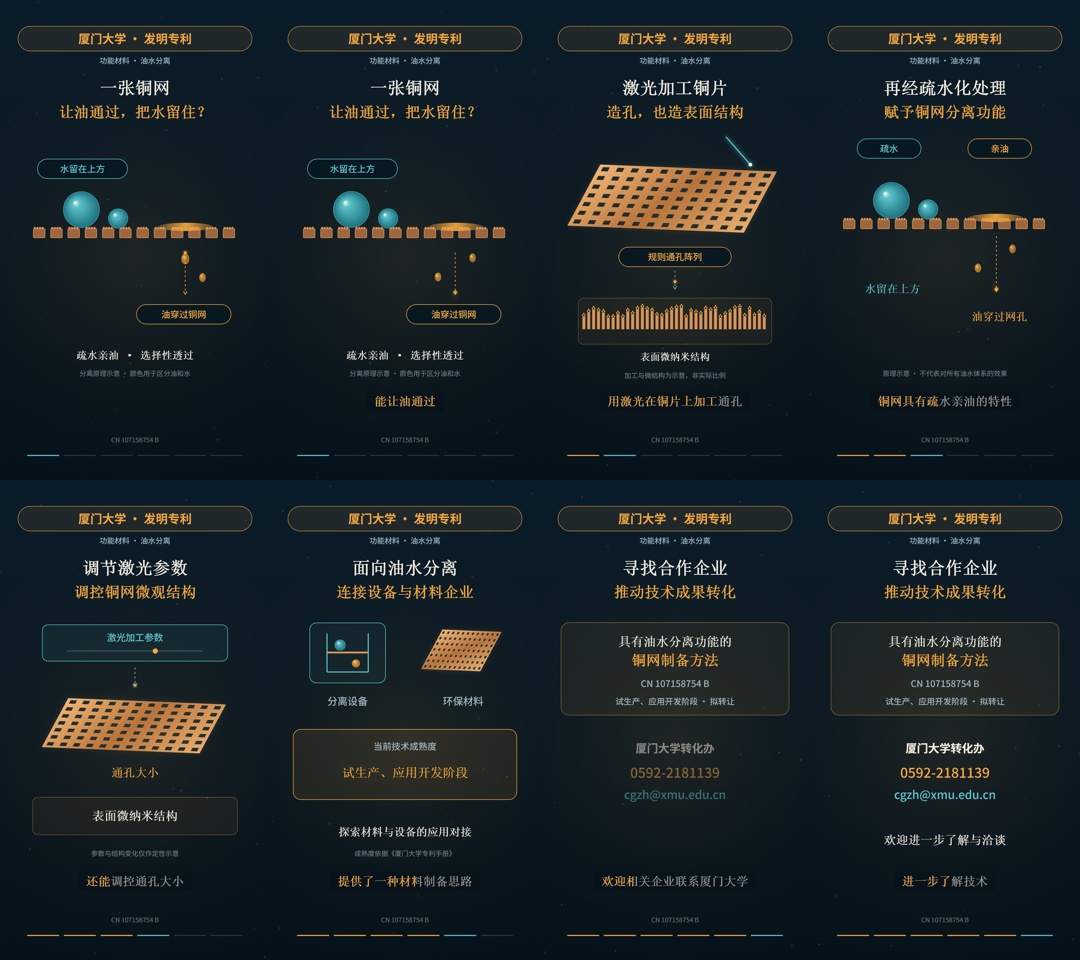 厦门大学 · 发明专利
功能材料 · 油水分离
一张铜网
让油通过，把水留住？
水留在上方
油穿过铜网
疏水亲油 · 选择性透过
分离原理示意 · 颜色用于区分油和水
CN 107158754 B
厦门大学 · 发明专利
功能材料 · 油水分离
一张铜网
让油通过，把水留住？
水留在上方
油穿过铜网
疏水亲油 · 选择性透过
分离原理示意 · 颜色用于区分油和水
能让油通过
CN 107158754 B
厦门大学 · 发明专利
功能材料 · 油水分离
激光加工铜片
造孔，也造表面结构
规则通孔阵列
表面微纳米结构
加工与微结构为示意，非实际比例
用激光在铜片上加工通孔
CN 107158754 B
厦门大学 · 发明专利
功能材料 · 油水分离
再经疏水化处理
赋予铜网分离功能
疏水
亲油
水留在上方
油穿过网孔
原理示意 · 不代表对所有油水体系的效果
铜网具有疏水亲油的特性
CN 107158754 B
厦门大学 · 发明专利
功能材料 · 油水分离
调节激光参数
调控铜网微观结构
激光加工参数
通孔大小
表面微纳米结构
参数与结构变化仅作定性示意
还能调控通孔大小
CN 107158754 B
厦门大学 · 发明专利
功能材料 · 油水分离
面向油水分离
连接设备与材料企业
分离设备
环保材料
当前技术成熟度
试生产、应用开发阶段
探索材料与设备的应用对接
成熟度依据《厦门大学专利手册》
提供了一种材料制备思路
CN 107158754 B
厦门大学 · 发明专利
功能材料 · 油水分离
寻找合作企业
推动技术成果转化
具有油水分离功能的
铜网制备方法
CN 107158754 B
试生产、应用开发阶段 · 拟转让
厦门大学转化办
0592-2181139
cgzh@xmu.edu.cn
欢迎相关企业联系厦门大学
CN 107158754 B
厦门大学 · 发明专利
功能材料 · 油水分离
寻找合作企业
推动技术成果转化
具有油水分离功能的
铜网制备方法
CN 107158754 B
试生产、应用开发阶段 · 拟转让
厦门大学转化办
0592-2181139
cgzh@xmu.edu.cn
欢迎进一步了解与洽谈
进一步了解技术
CN 107158754 B